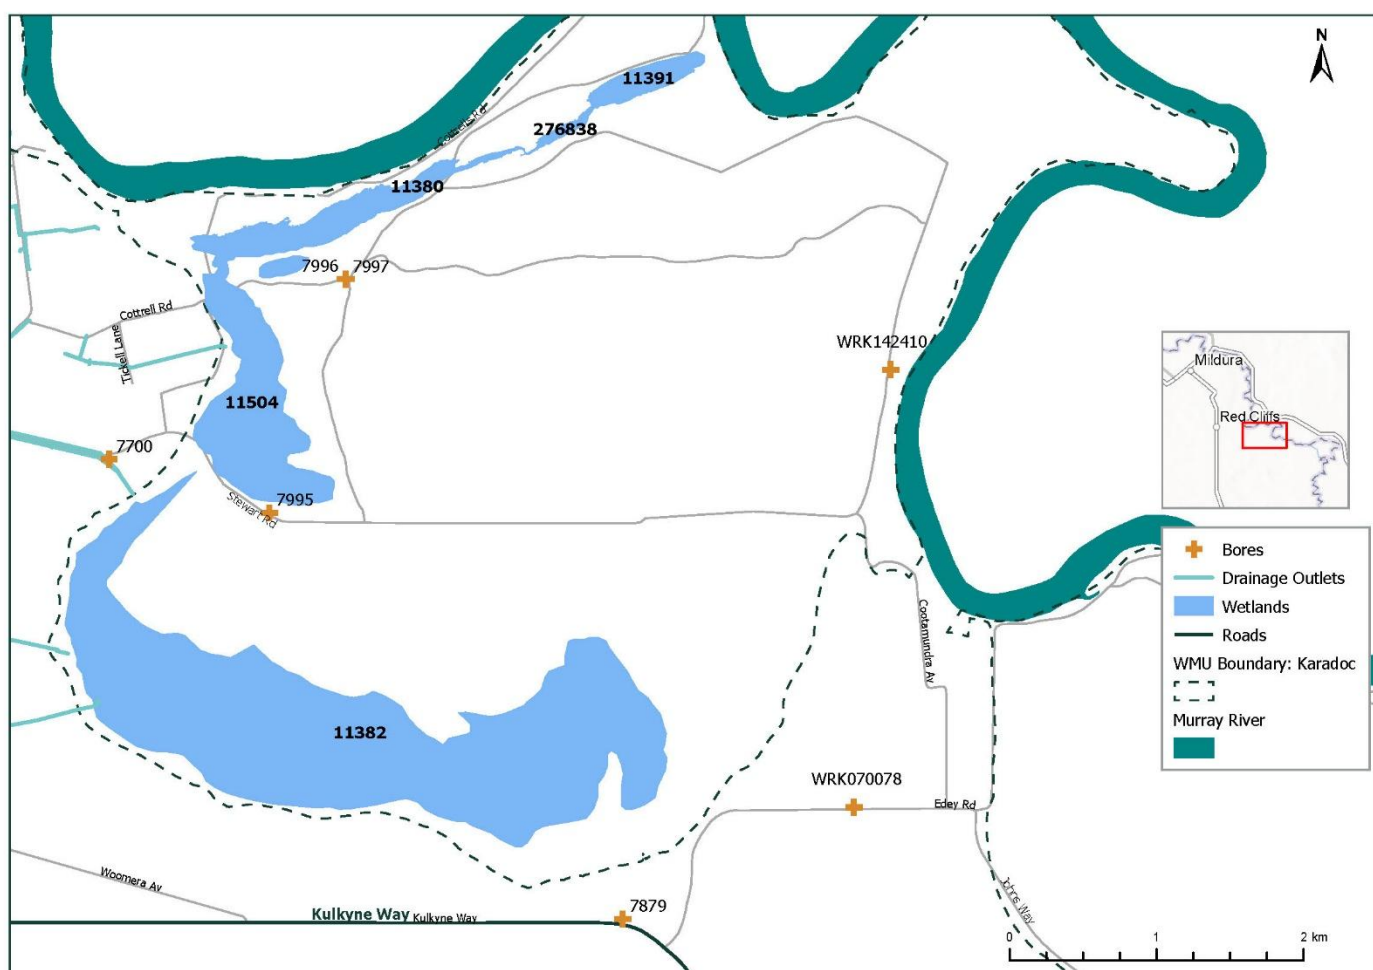 N
11391
276838
Cottrells Rd
11380
7996
7997
Cottrell Rd
Tickell Lane
WRK142410
Mildura
Red Cliffs
11504
7700
7995
Stewart Rd
Bores
Drainage Outlets
Wetlands
Roads
WMU Boundary: Karadoc
Murray River
Cootamundra Av
11382
WRK070078
Edey Rd
Woomera Av
Johns Way
7879
Kulkyne Way Kulkyne Way
0 1 2 km